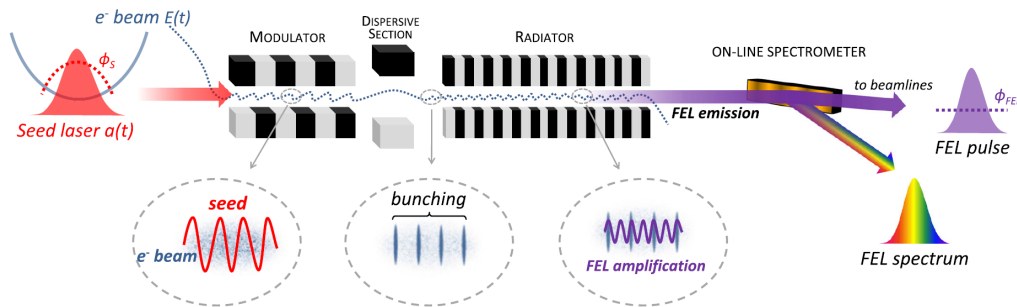 e⁻ beam E(t)
ϕS
Seed laser a(t)
MODULATOR
DISPERSIVE
SECTION
RADIATOR
FEL emission
ON-LINE SPECTROMETER
to beamlines
ϕFE
FEL pulse
FEL spectrum
seed
e⁻ beam
bunching
FEL amplification